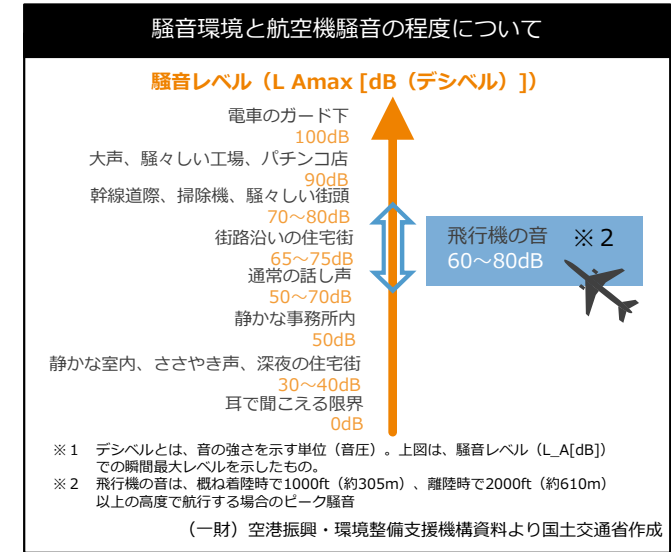 騒音環境と航空機騒音の程度について
騒音レベル（L Amax [dB（デシベル）]）
電車のガード下
100dB
大声、騒々しい工場、パチンコ店
90dB
幹線道際、掃除機、騒々しい街頭
70～80dB
街路沿いの住宅街
65～75dB
通常の話し声
50～70dB
静かな事務所内
50dB
静かな室内、ささやき声、深夜の住宅街
30～40dB
耳で聞こえる限界
0dB
飛行機の音 ※２
60～80dB
※１ デシベルとは、音の強さを示す単位（音圧）。上図は、騒音レベル（L_A[dB]）
での瞬間最大レベルを示したもの。
※２ 飛行機の音は、概ね着陸時で1000ft（約305m）、離陸時で2000ft（約610m）
以上の高度で航行する場合のピーク騒音
（一財）空港振興・環境整備支援機構資料より国土交通省作成